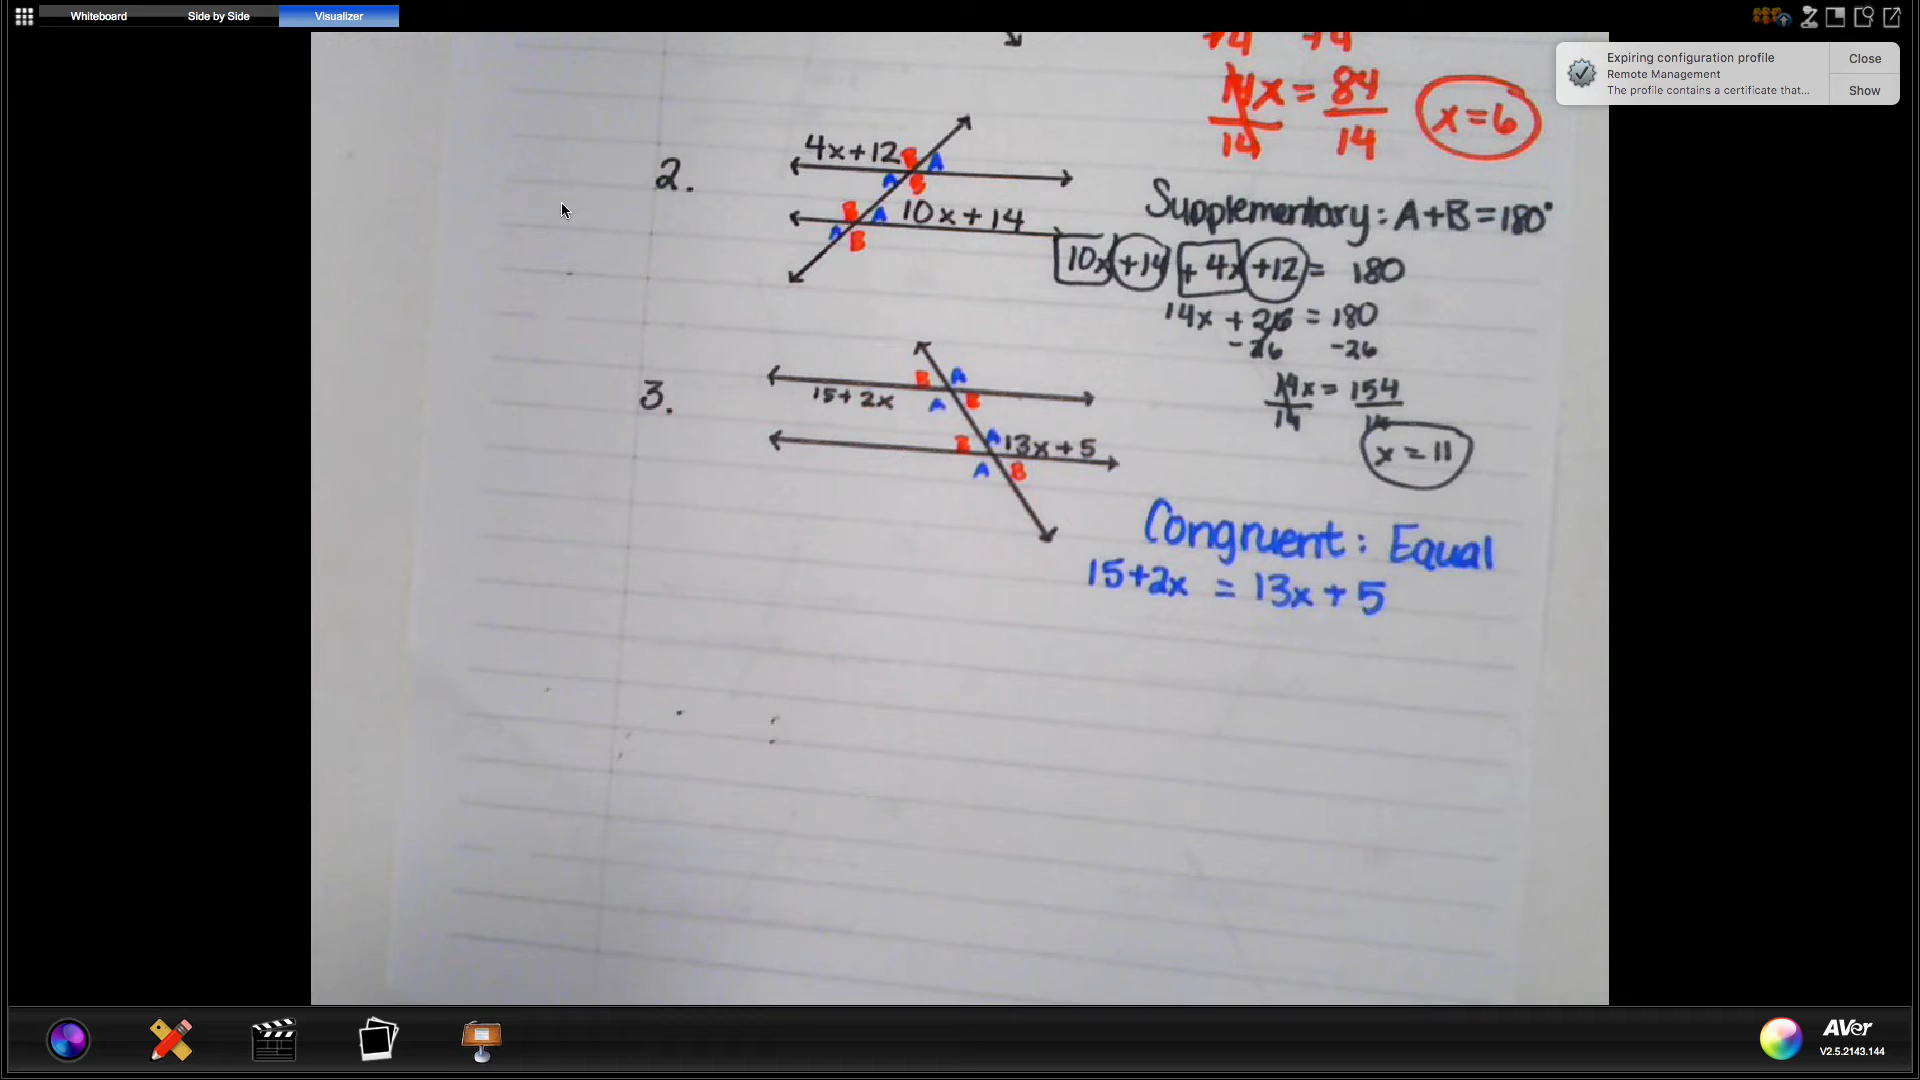 Whiteboard
Side by Side
Visualizer
Expiring configuration profile
Remote Management
The profile contains a certificate that...
Close
Show
+4 +4
14x = 84
14 14
x=6
2.
4x+12 B A
A B
B A 10x+14
A B
Supplementary: A+B=180°
10x +14 + 4x +12 = 180
14x + 26 = 180
-26 -26
14x = 154
14 14
x = 11
3.
B A
15+2x A B
B A 13x+5
A B
Congruent: Equal
15+2x = 13x+5
AVer
V2.5.2143.144